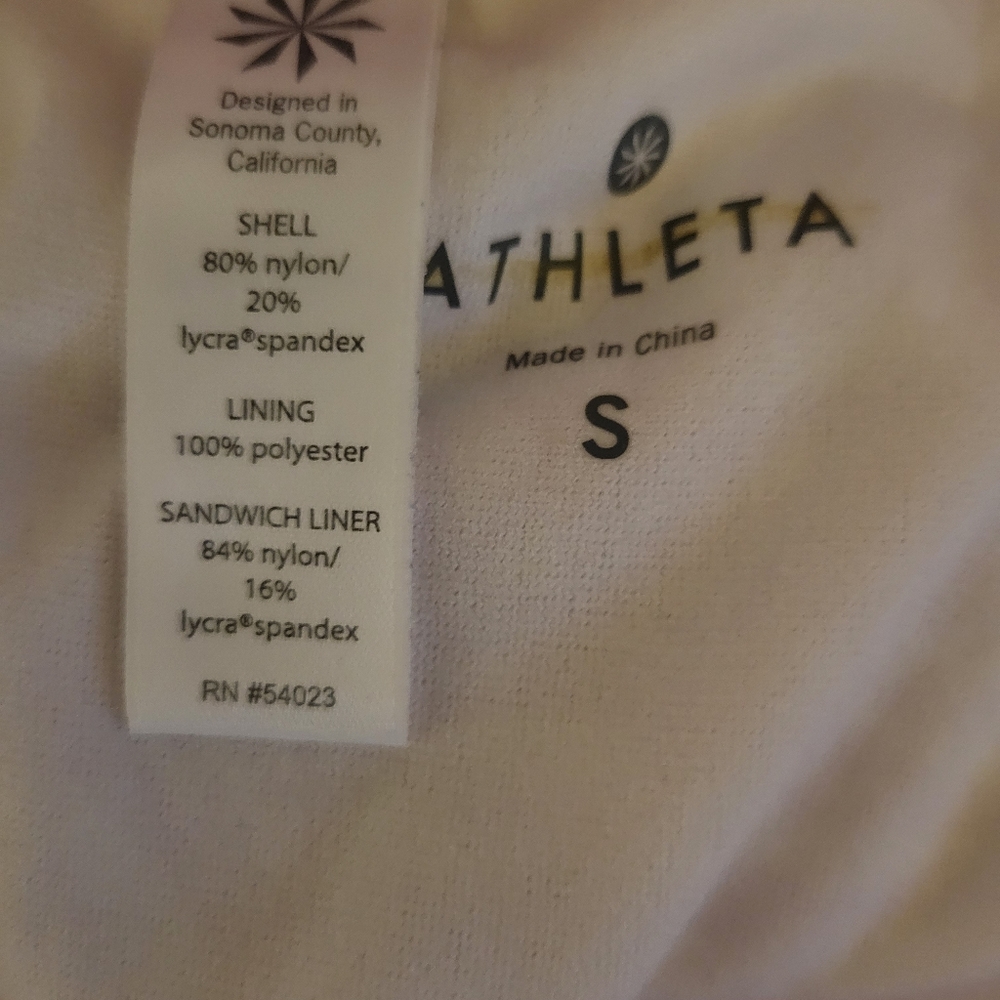 Designed in
Sonoma County,
California
SHELL
80% nylon/
20%
lycra®spandex
LINING
100% polyester
SANDWICH LINER
84% nylon/
16%
lycra®spandex
RN #54023
ATHLETA
Made in China
S